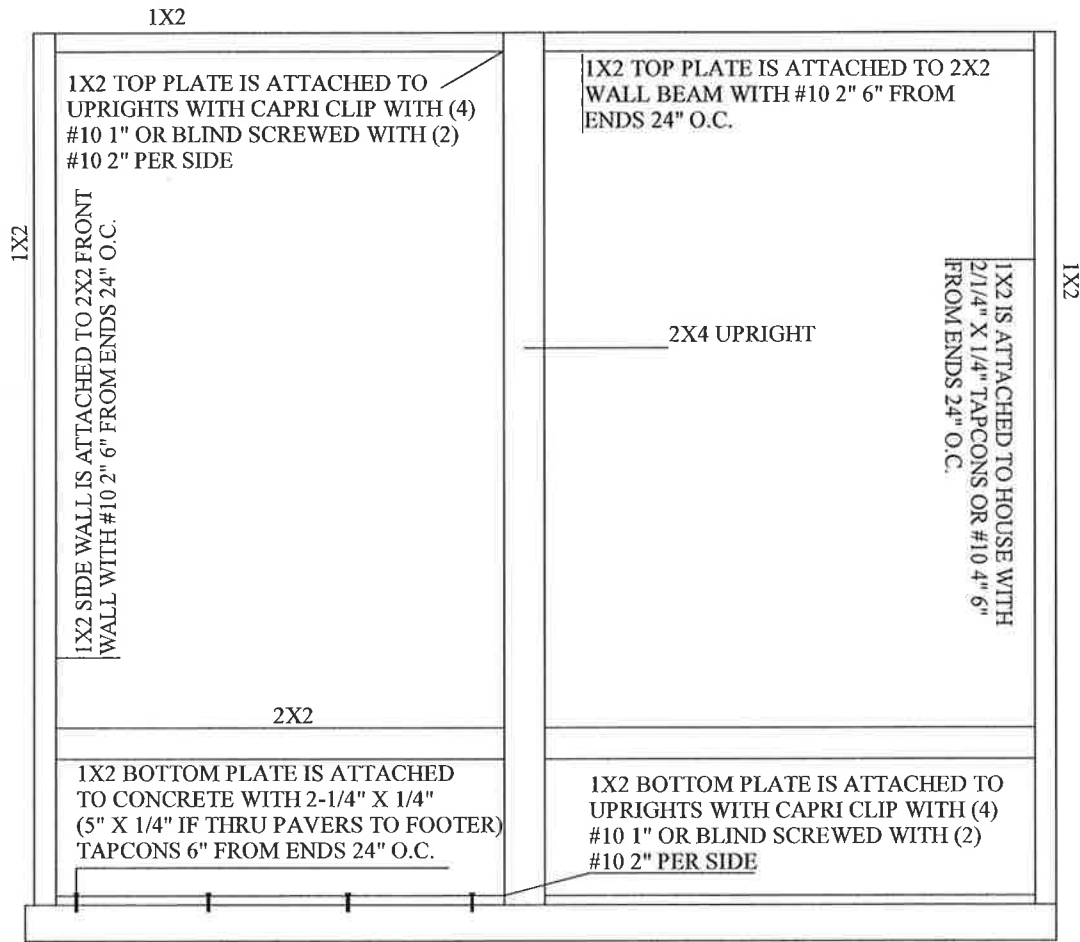 1X2
1X2 TOP PLATE IS ATTACHED TO
UPRIGHTS WITH CAPRI CLIP WITH (4)
#10 1" OR BLIND SCREWED WITH (2)
#10 2" PER SIDE
1X2 TOP PLATE IS ATTACHED TO 2X2
WALL BEAM WITH #10 2" 6" FROM
ENDS 24" O.C.
1X2
1X2 SIDE WALL IS ATTACHED TO 2X2 FRONT
WALL WITH #10 2" 6" FROM ENDS 24" O.C.
2X4 UPRIGHT
1X2 IS ATTACHED TO HOUSE WITH
2/1/4" X 1/4" TAPCONS OR #10 4" 6"
FROM ENDS 24" O.C.
1X2
2X2
1X2 BOTTOM PLATE IS ATTACHED
TO CONCRETE WITH 2-1/4" X 1/4"
(5" X 1/4" IF THRU PAVERS TO FOOTER)
TAPCONS 6" FROM ENDS 24" O.C.
1X2 BOTTOM PLATE IS ATTACHED TO
UPRIGHTS WITH CAPRI CLIP WITH (4)
#10 1" OR BLIND SCREWED WITH (2)
#10 2" PER SIDE